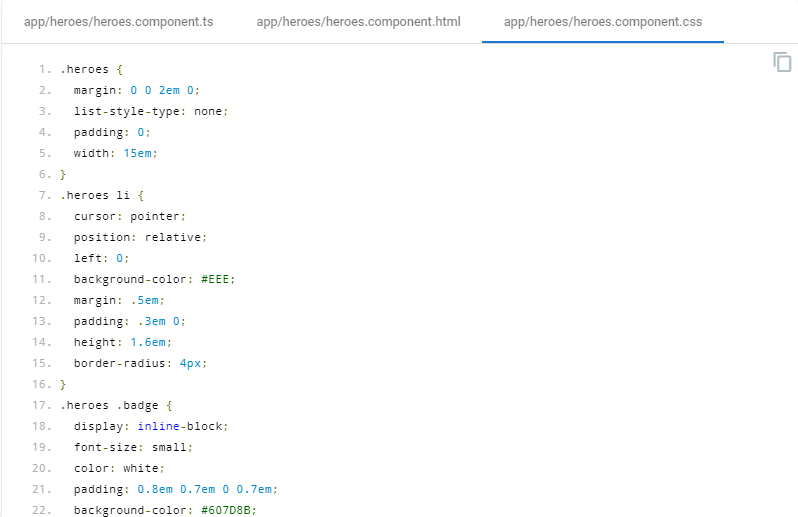 app/heroes/heroes.component.ts app/heroes/heroes.component.html app/heroes/heroes.component.css
1. .heroes {
2. margin: 0 0 2em 0;
3. list-style-type: none;
4. padding: 0;
5. width: 15em;
6. }
7. .heroes li {
8. cursor: pointer;
9. position: relative;
10. left: 0;
11. background-color: #EEE;
12. margin: .5em;
13. padding: .3em 0;
14. height: 1.6em;
15. border-radius: 4px;
16. }
17. .heroes .badge {
18. display: inline-block;
19. font-size: small;
20. color: white;
21. padding: 0.8em 0.7em 0 0.7em;
22. background-color: #607D8B;